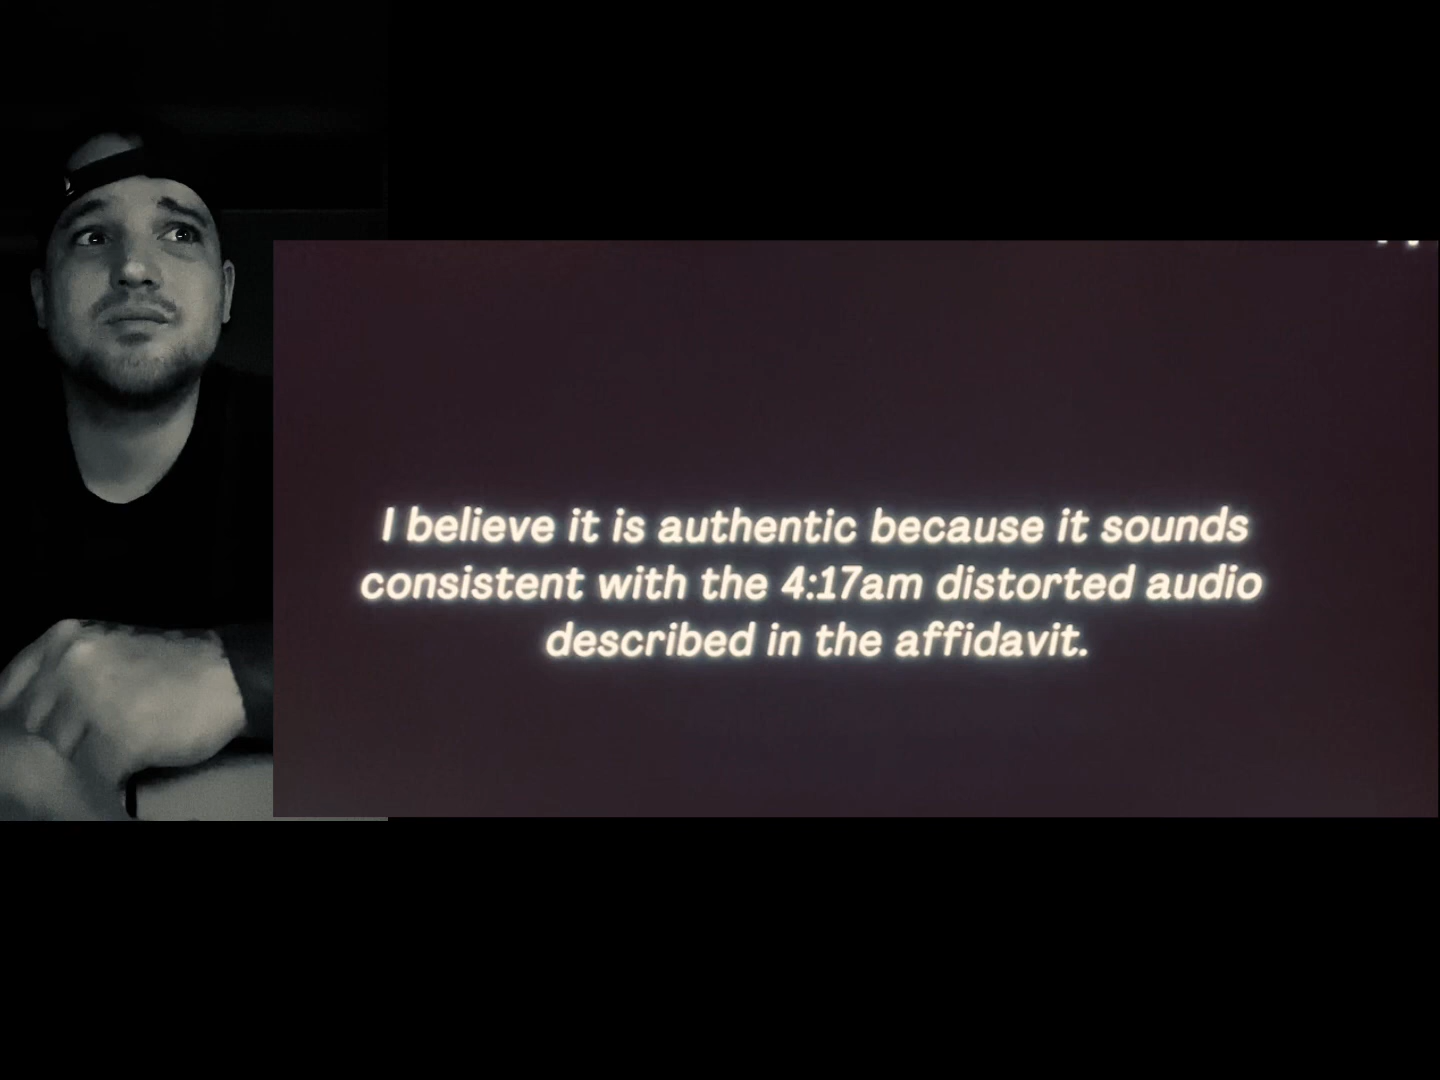 I believe it is authentic because it sounds
consistent with the 4:17am distorted audio
described in the affidavit.